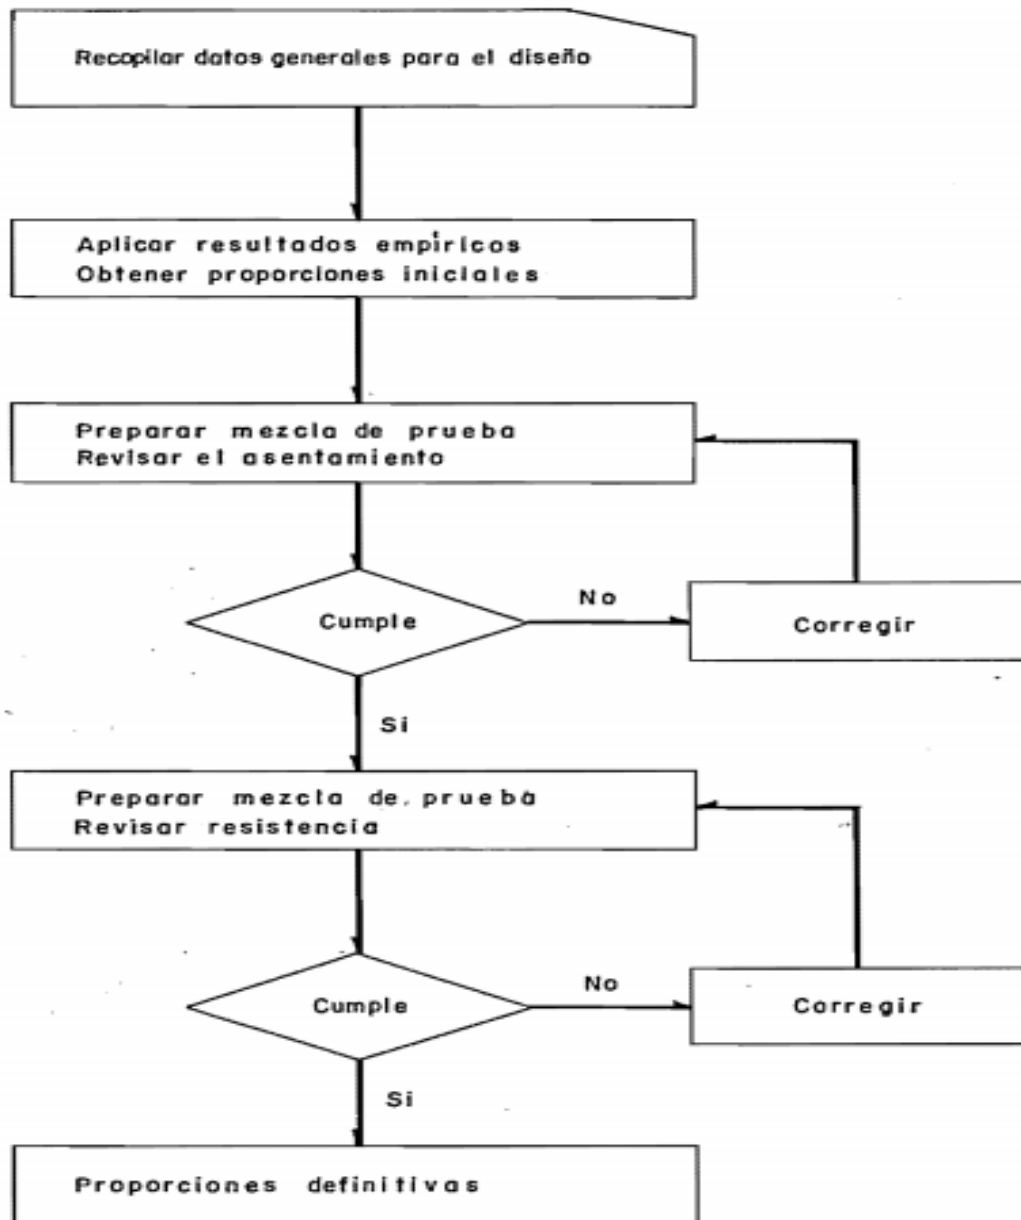 Recopilar datos generales para el diseño
Aplicar resultados empíricos
Obtener proporciones iniciales
Preparar mezcla de prueba
Revisar el asentamiento
Cumple
No
Corregir
Si
Preparar mezcla de prueba
Revisar resistencia
Cumple
No
Corregir
Si
Proporciones definitivas